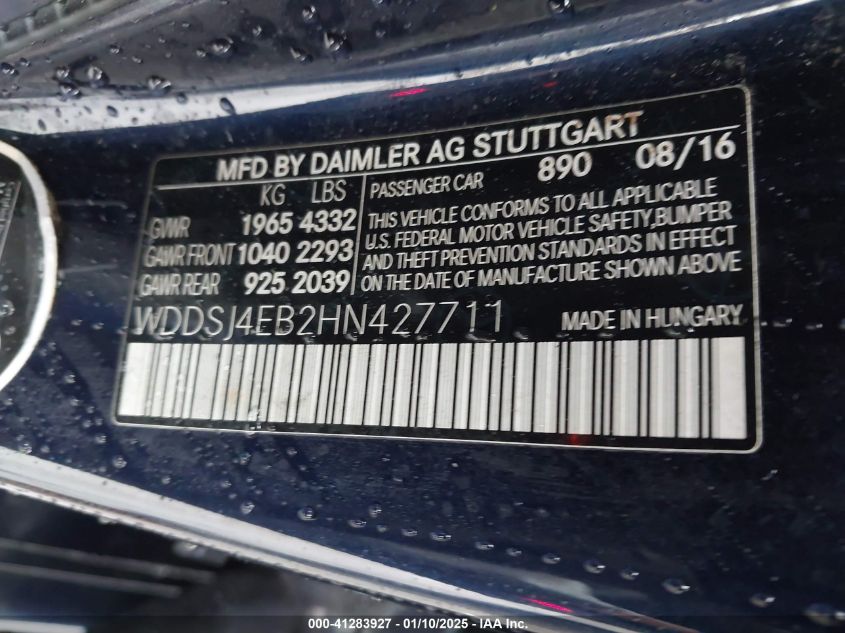 MFD BY DAIMLER AG STUTTGART
KG LBS
GVWR 1965 4332
GAWR FRONT 1040 2293
GAWR REAR 925 2039
PASSENGER CAR 890 08/16
THIS VEHICLE CONFORMS TO ALL APPLICABLE
U.S. FEDERAL MOTOR VEHICLE SAFETY, BUMPER
AND THEFT PREVENTION STANDARDS IN EFFECT
ON THE DATE OF MANUFACTURE SHOWN ABOVE
WDDSJ4EB2HN427711 MADE IN HUNGARY
000-41283927 - 01/10/2025 - IAA Inc.